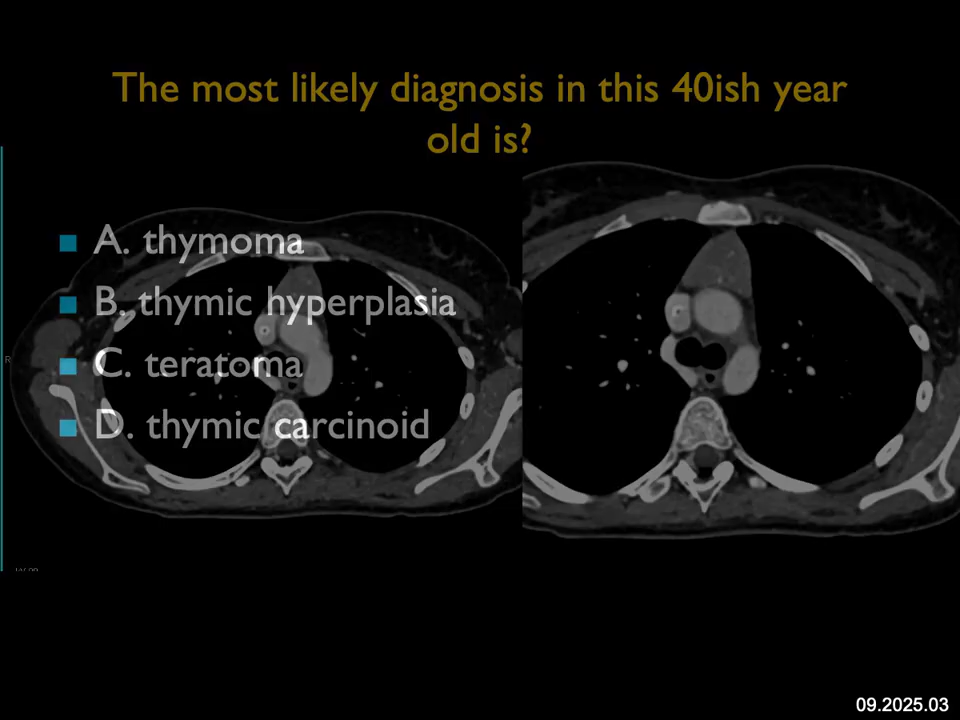 The most likely diagnosis in this 40ish year
old is?
A. thymoma
B. thymic hyperplasia
R
C. teratoma
D. thymic carcinoid
09.2025.03